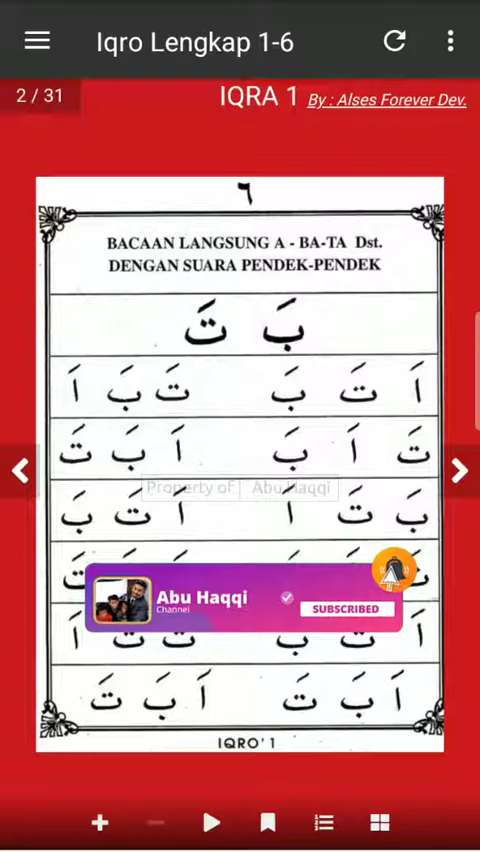 Iqro Lengkap 1-6
2 / 31
IQRA 1 By : Alses Forever Dev.
٦
BACAAN LANGSUNG A - BA-TA Dst.
DENGAN SUARA PENDEK-PENDEK
بَ تَ
اَ تَ بَ تَ بَ اَ
تَ اَ بَ اَ بَ تَ
Property of Abu Haqqi
بَ تَ اَ اَ تَ بَ
Abu Haqqi
Channel
SUBSCRIBED
اَ تَ بَ تَ تَ اَ
اَ بَ تَ اَ بَ تَ
IQRO' 1